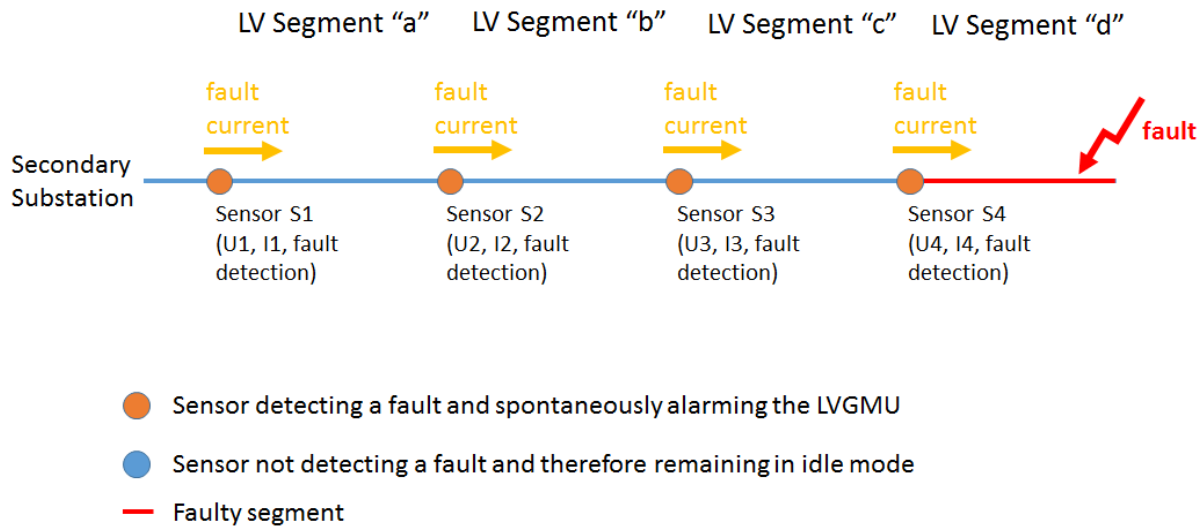 LV Segment “a”
LV Segment “b”
LV Segment “c”
LV Segment “d”
fault
current
fault
current
fault
current
fault
current
fault
Secondary
Substation
Sensor S1
(U1, I1, fault
detection)
Sensor S2
(U2, I2, fault
detection)
Sensor S3
(U3, I3, fault
detection)
Sensor S4
(U4, I4, fault
detection)
Sensor detecting a fault and spontaneously alarming the LVGMU
Sensor not detecting a fault and therefore remaining in idle mode
Faulty segment